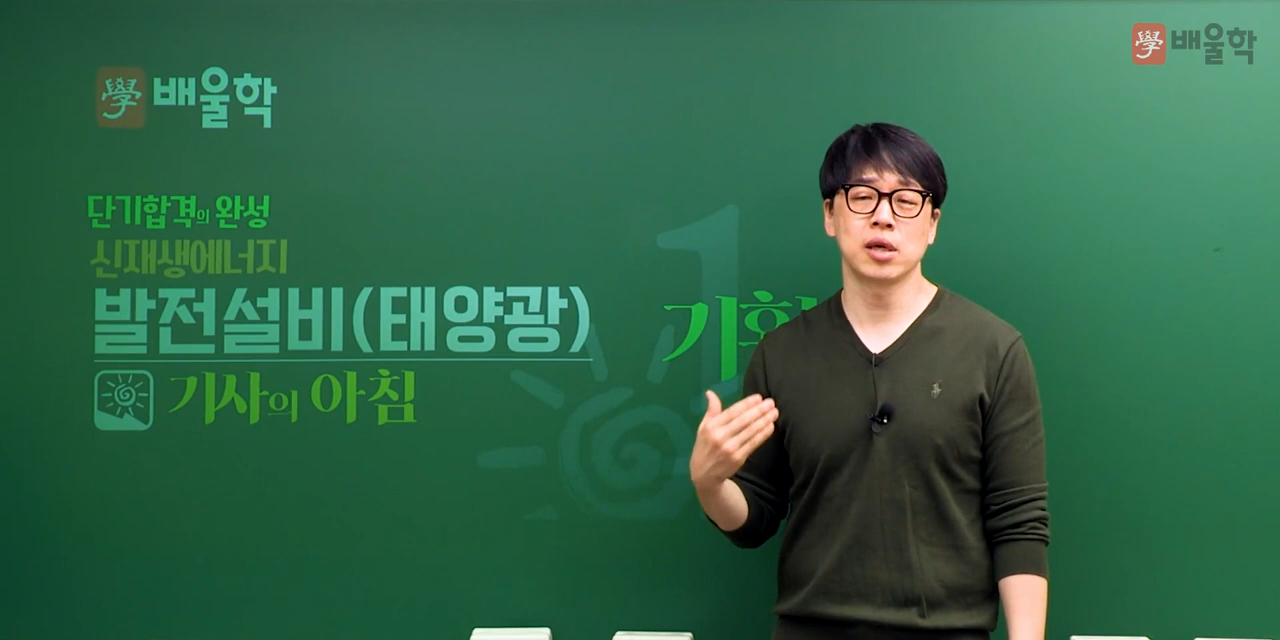 學 배울학
學 배울학
단기합격의 완성
신재생에너지
발전설비(태양광)
기사의 아침
1